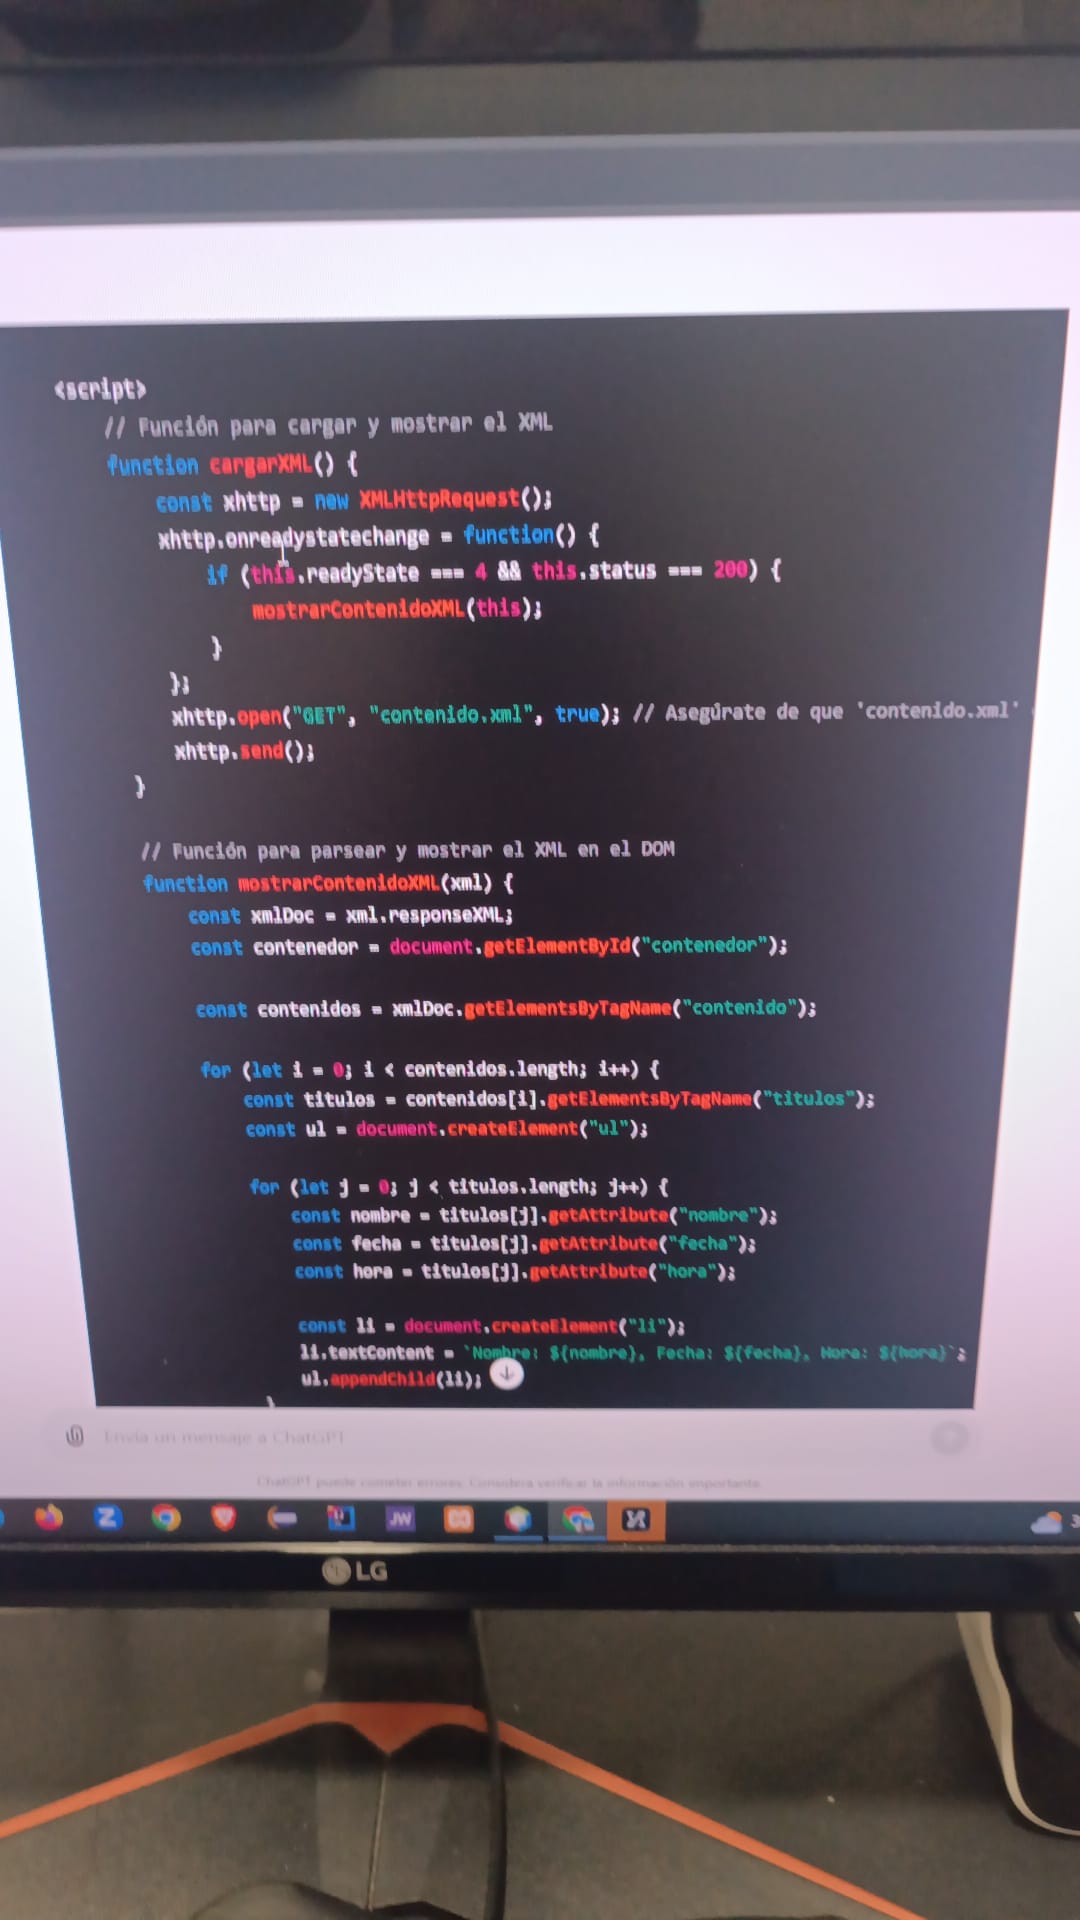 <script>
// Función para cargar y mostrar el XML
function cargarXML() {
const xhttp = new XMLHttpRequest();
xhttp.onreadystatechange = function() {
if (this.readyState === 4 && this.status === 200) {
mostrarContenidoXML(this);
}
};
xhttp.open("GET", "contenido.xml", true); // Asegúrate de que 'contenido.xml'
xhttp.send();
}
// Función para parsear y mostrar el XML en el DOM
function mostrarContenidoXML(xml) {
const xmlDoc = xml.responseXML;
const contenedor = document.getElementById("contenedor");
const contenidos = xmlDoc.getElementsByTagName("contenido");
for (let i = 0; i < contenidos.length; i++) {
const titulos = contenidos[i].getElementsByTagName("titulos");
const ul = document.createElement("ul");
for (let j = 0; j < titulos.length; j++) {
const nombre = titulos[j].getAttribute("nombre");
const fecha = titulos[j].getAttribute("fecha");
const hora = titulos[j].getAttribute("hora");
const li = document.createElement("li");
li.textContent = `Nombre: ${nombre}, Fecha: ${fecha}, Hora: ${hora}`;
ul.appendChild(li);
}
Envía un mensaje a ChatGPT
ChatGPT puede cometer errores. Considera verificar la información importante.
Z
JW
3
LG